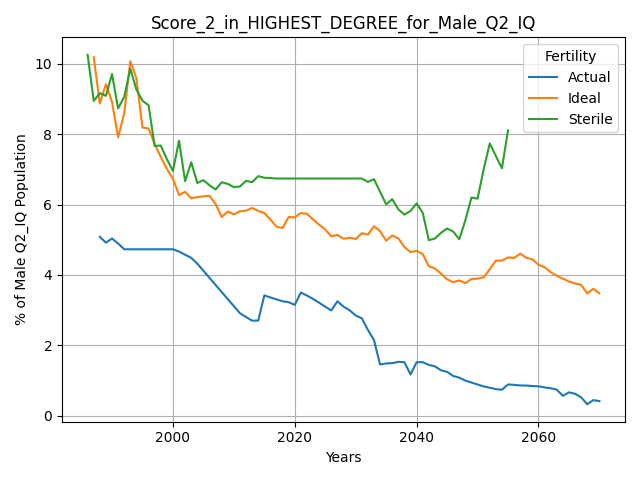 Score_2_in_HIGHEST_DEGREE_for_Male_Q2_IQ
Fertility
Actual
Ideal
Sterile
% of Male Q2_IQ Population
10
8
6
4
2
0
2000
2020
2040
2060
Years